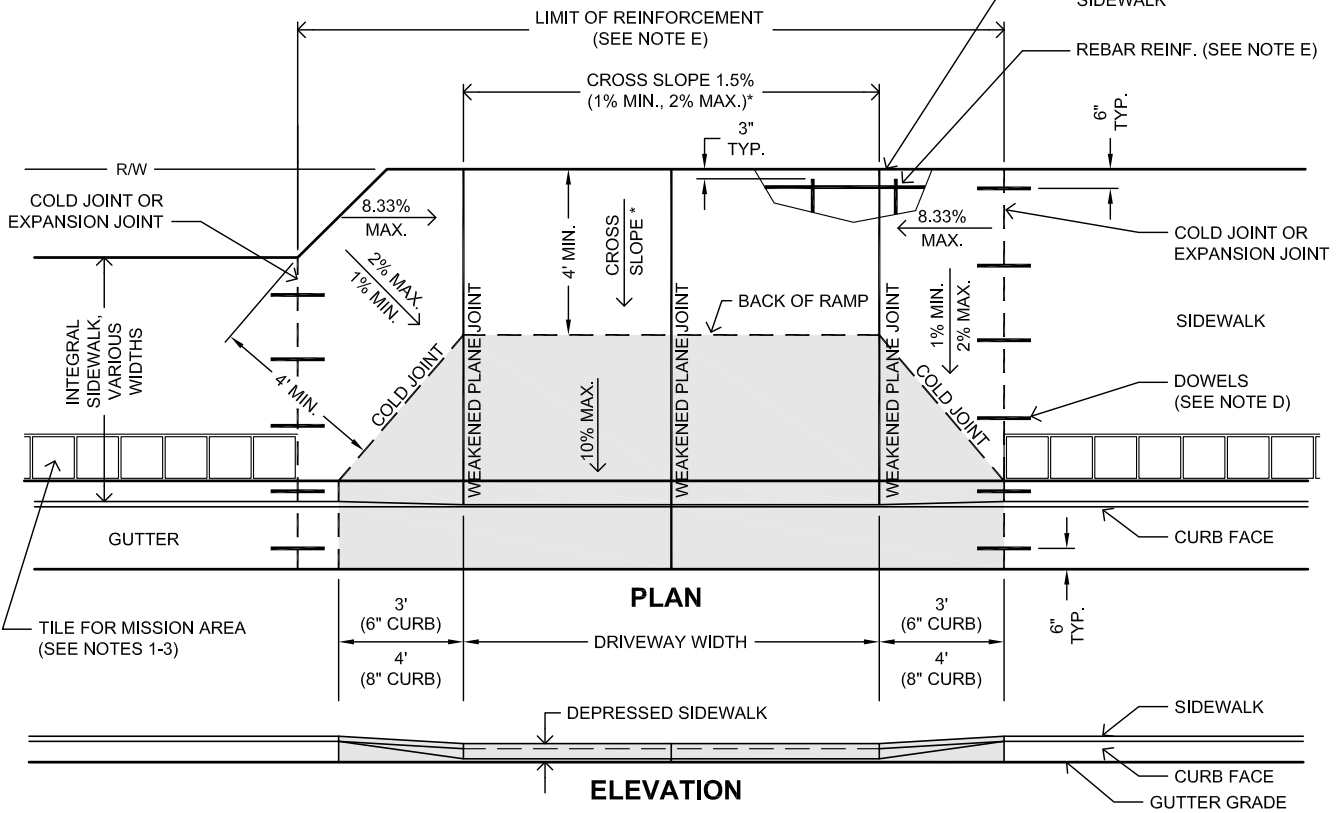 SIDEWALK
LIMIT OF REINFORCEMENT
(SEE NOTE E)
REBAR REINF. (SEE NOTE E)
CROSS SLOPE 1.5%
(1% MIN., 2% MAX.)*
6"
TYP.
3"
TYP.
R/W
COLD JOINT OR
EXPANSION JOINT
8.33%
MAX.
8.33%
MAX.
4' MIN.
CROSS
SLOPE *
COLD JOINT OR
EXPANSION JOINT
2% MAX.
1% MIN.
BACK OF RAMP
1% MIN.
2% MAX.
SIDEWALK
INTEGRAL
SIDEWALK,
VARIOUS
WIDTHS
4' MIN.
COLD JOINT
WEAKENED PLANE JOINT
10% MAX.
WEAKENED PLANE JOINT
WEAKENED PLANE JOINT
COLD JOINT
DOWELS
(SEE NOTE D)
GUTTER
CURB FACE
PLAN
TILE FOR MISSION AREA
(SEE NOTES 1-3)
3'
(6" CURB)
4'
(8" CURB)
DRIVEWAY WIDTH
3'
(6" CURB)
4'
(8" CURB)
6"
TYP.
DEPRESSED SIDEWALK
SIDEWALK
ELEVATION
CURB FACE
GUTTER GRADE